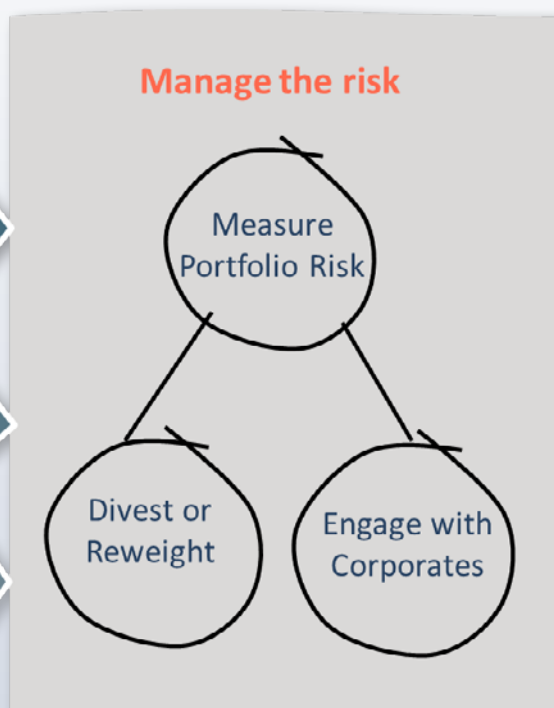 Manage the risk
Measure
Portfolio Risk
Divest or
Reweight
Engage with
Corporates